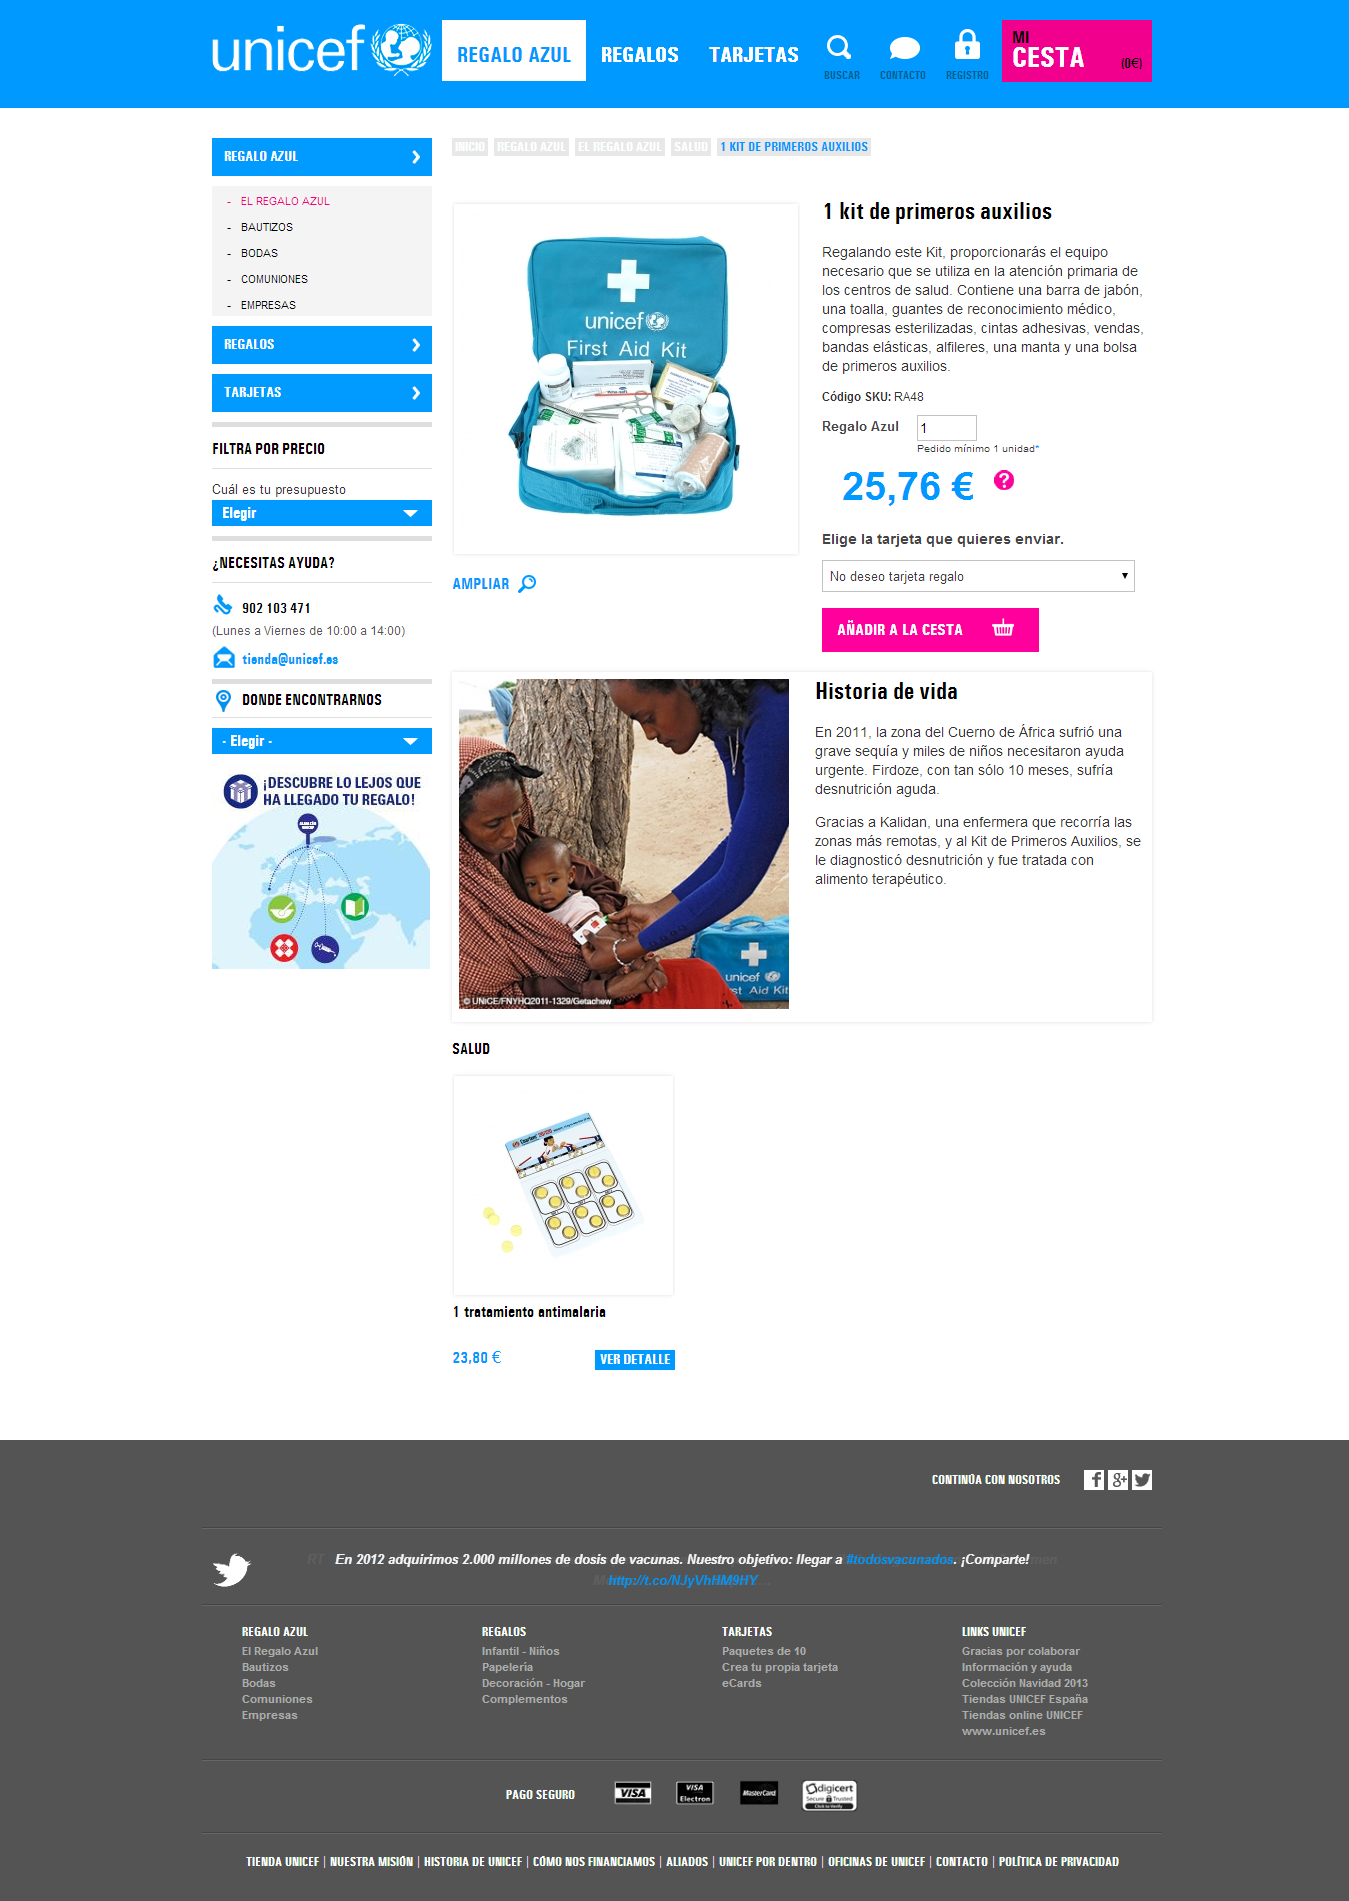 unicef
REGALO AZUL
REGALOS
TARJETAS
BUSCAR
CONTACTO
REGISTRO
MI
CESTA
(0€)
REGALO AZUL
- EL REGALO AZUL
- BAUTIZOS
- BODAS
- COMUNIONES
- EMPRESAS
REGALOS
TARJETAS
FILTRA POR PRECIO
Cuál es tu presupuesto
Elegir
¿NECESITAS AYUDA?
902 103 471
(Lunes a Viernes de 10:00 a 14:00)
tienda@unicef.es
DONDE ENCONTRARNOS
- Elegir -
¡DESCUBRE LO LEJOS QUE
HA LLEGADO TU REGALO!
ALMACÉN
UNICEF
INICIO REGALO AZUL EL REGALO AZUL SALUD 1 KIT DE PRIMEROS AUXILIOS
unicef
First Aid Kit
AMPLIAR
1 kit de primeros auxilios
Regalando este Kit, proporcionarás el equipo
necesario que se utiliza en la atención primaria de
los centros de salud. Contiene una barra de jabón,
una toalla, guantes de reconocimiento médico,
compresas esterilizadas, cintas adhesivas, vendas,
bandas elásticas, alfileres, una manta y una bolsa
de primeros auxilios.
Código SKU: RA48
Regalo Azul 1
Pedido mínimo 1 unidad*
25,76 € ?
Elige la tarjeta que quieres enviar.
No deseo tarjeta regalo
AÑADIR A LA CESTA
unicef
st Aid Kit
© UNICEF/NYHQ2011-1329/Getachew
Historia de vida
En 2011, la zona del Cuerno de África sufrió una
grave sequía y miles de niños necesitaron ayuda
urgente. Firdoze, con tan sólo 10 meses, sufría
desnutrición aguda.
Gracias a Kalidan, una enfermera que recorría las
zonas más remotas, y al Kit de Primeros Auxilios, se
le diagnosticó desnutrición y fue tratada con
alimento terapéutico.
SALUD
1 tratamiento antimalaria
23,80 €
VER DETALLE
CONTINÚA CON NOSOTROS
En 2012 adquirimos 2.000 millones de dosis de vacunas. Nuestro objetivo: llegar a #todosvacunados. ¡Comparte!
http://t.co/NJyVhHM9HY
REGALO AZUL
El Regalo Azul
Bautizos
Bodas
Comuniones
Empresas
REGALOS
Infantil - Niños
Papelería
Decoración - Hogar
Complementos
TARJETAS
Paquetes de 10
Crea tu propia tarjeta
eCards
LINKS UNICEF
Gracias por colaborar
Información y ayuda
Colección Navidad 2013
Tiendas UNICEF España
Tiendas online UNICEF
www.unicef.es
PAGO SEGURO
VISA
VISA
Electron
MasterCard
digicert
Secure Trusted
Click to Verify
TIENDA UNICEF | NUESTRA MISIÓN | HISTORIA DE UNICEF | CÓMO NOS FINANCIAMOS | ALIADOS | UNICEF POR DENTRO | OFICINAS DE UNICEF | CONTACTO | POLÍTICA DE PRIVACIDAD